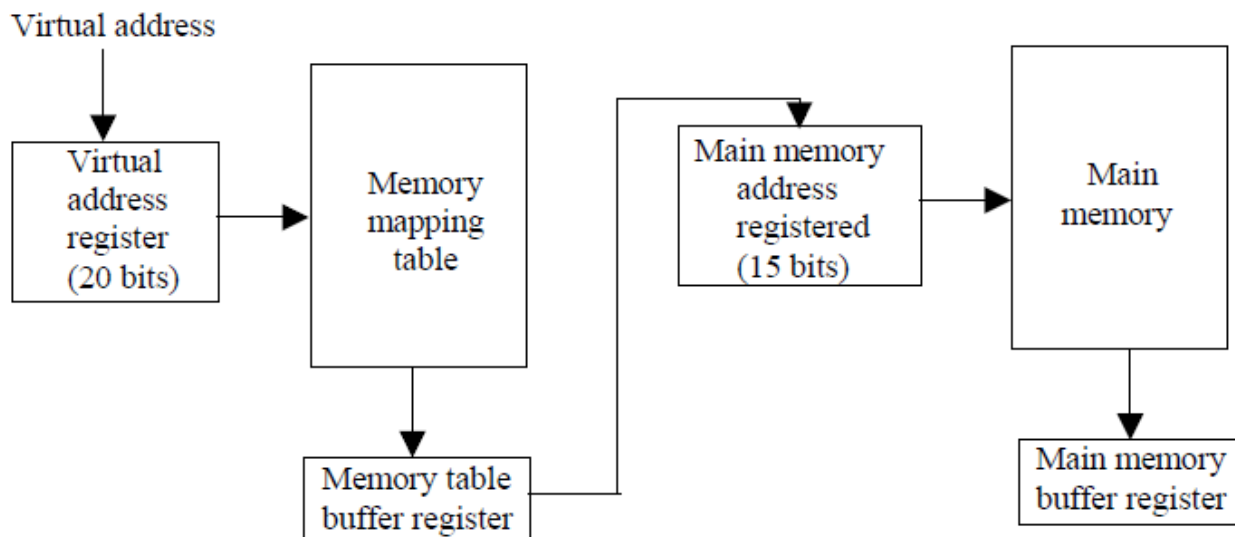 Virtual address
Virtual
address
register
(20 bits)
Memory
mapping
table
Memory table
buffer register
Main memory
address
registered
(15 bits)
Main
memory
Main memory
buffer register